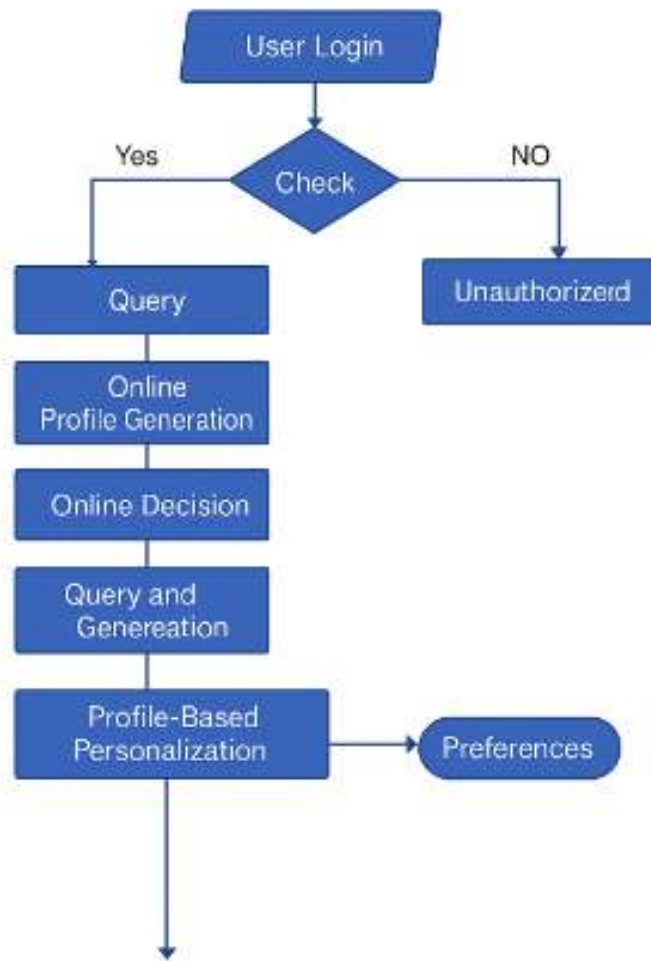 User Login
Yes
NO
Check
Query
Unauthorizerd
Online
Profile Generation
Online Decision
Query and
Genereation
Profile-Based
Personalization
Preferences